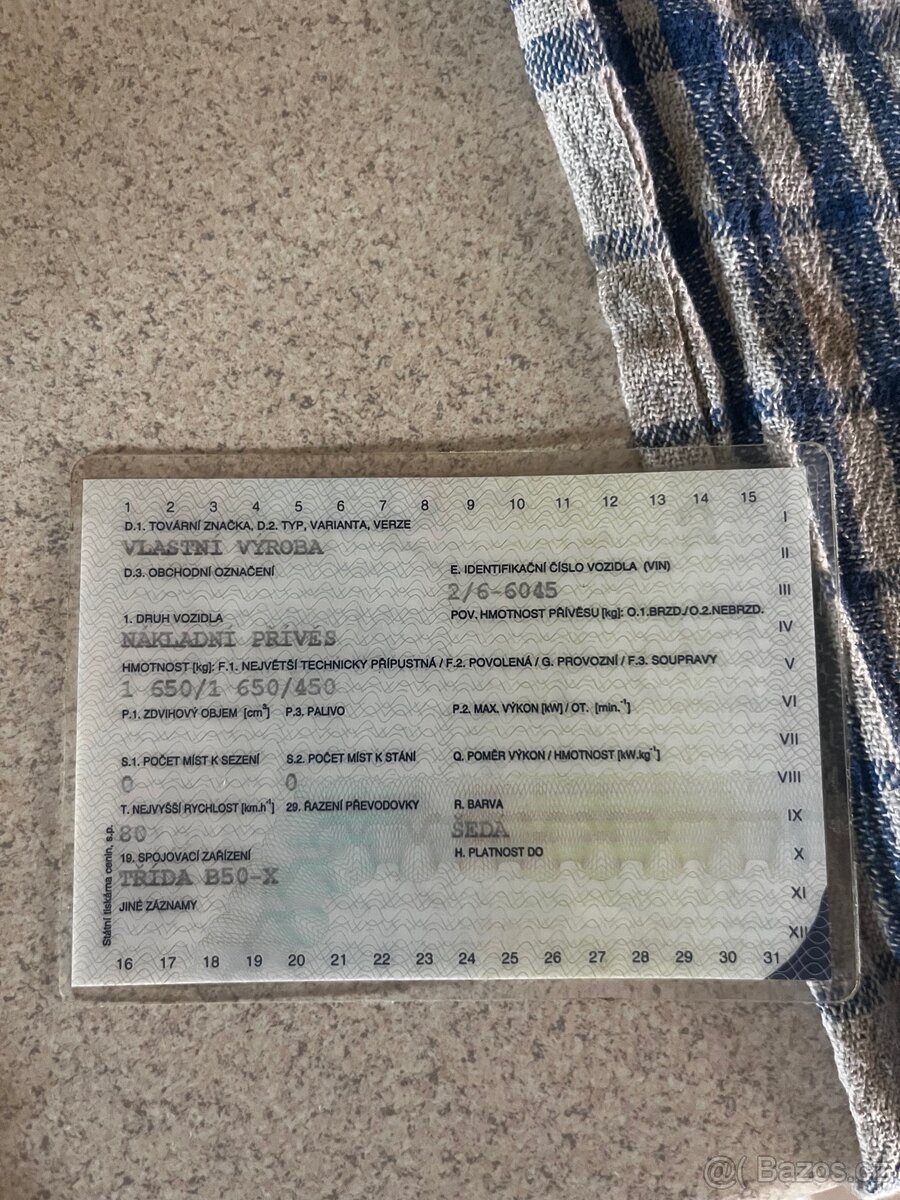 1 2 3 4 5 6 7 8 9 10 11 12 13 14 15
D.1. TOVÁRNÍ ZNAČKA, D.2. TYP, VARIANTA, VERZE
I
VLASTNÍ VÝROBA
II
D.3. OBCHODNÍ OZNAČENÍ
E. IDENTIFIKAČNÍ ČÍSLO VOZIDLA (VIN)
2/6-6045
III
1. DRUH VOZIDLA
POV. HMOTNOST PŘÍVĚSU [kg]: O.1.BRZD./O.2.NEBRZD.
NÁKLADNÍ PŘÍVĚS
IV
HMOTNOST [kg]: F.1. NEJVĚTŠÍ TECHNICKY PŘÍPUSTNÁ / F.2. POVOLENÁ / G. PROVOZNÍ / F.3. SOUPRAVY
V
1 650/1 650/450
P.1. ZDVIHOVÝ OBJEM [cm³] P.3. PALIVO P.2. MAX. VÝKON [kW] / OT. [min.⁻¹]
VI
VII
S.1. POČET MÍST K SEZENÍ S.2. POČET MÍST K STÁNÍ Q. POMĚR VÝKON / HMOTNOST [kW.kg⁻¹]
0 0
VIII
T. NEJVYŠŠÍ RYCHLOST [km.h⁻¹] 29. ŘAZENÍ PŘEVODOVKY R. BARVA
80 ŠEDÁ
IX
19. SPOJOVACÍ ZAŘÍZENÍ H. PLATNOST DO
X
TŘÍDA B50-X
XI
JINÉ ZÁZNAMY
XII
Státní tiskárna cenin, s.p.
16 17 18 19 20 21 22 23 24 25 26 27 28 29 30 31
@( Bazos.cz